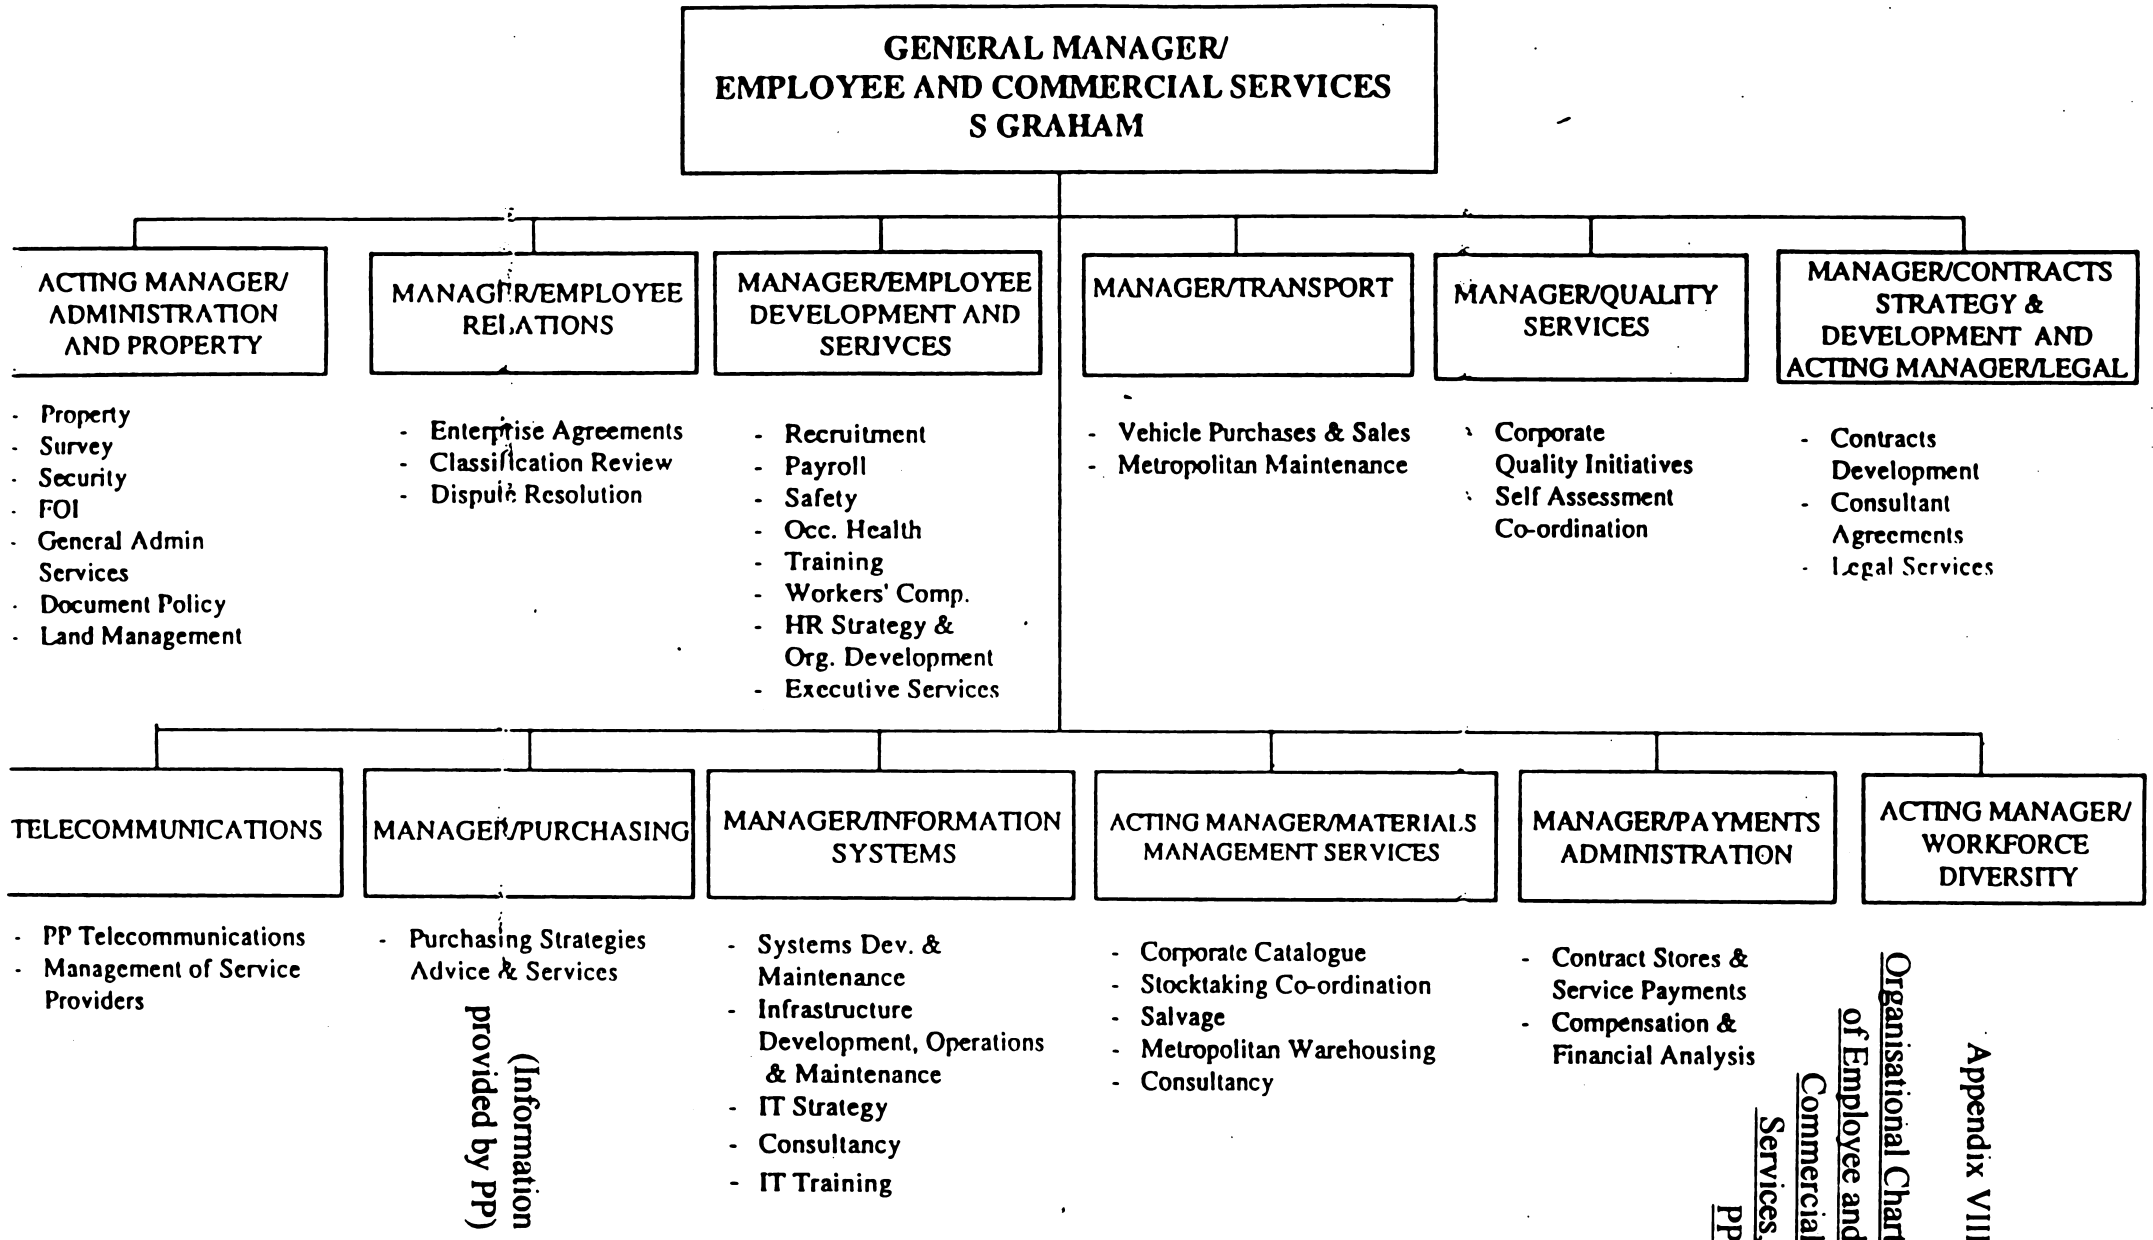 GENERAL MANAGER/
EMPLOYEE AND COMMERCIAL SERVICES
S GRAHAM
ACTING MANAGER/
ADMINISTRATION
AND PROPERTY
- Property
- Survey
- Security
- FOI
- General Admin
Services
- Document Policy
- Land Management
MANAGER/EMPLOYEE
RELATIONS
- Enterprise Agreements
- Classification Review
- Dispute Resolution
MANAGER/EMPLOYEE
DEVELOPMENT AND
SERIVCES
- Recruitment
- Payroll
- Safety
- Occ. Health
- Training
- Workers' Comp.
- HR Strategy &
Org. Development
- Executive Services
MANAGER/TRANSPORT
- Vehicle Purchases & Sales
- Metropolitan Maintenance
MANAGER/QUALITY
SERVICES
- Corporate
Quality Initiatives
- Self Assessment
Co-ordination
MANAGER/CONTRACTS
STRATEGY &
DEVELOPMENT AND
ACTING MANAGER/LEGAL
- Contracts
Development
- Consultant
Agreements
- Legal Services
TELECOMMUNICATIONS
- PP Telecommunications
- Management of Service
Providers
MANAGER/PURCHASING
- Purchasing Strategies
Advice & Services
MANAGER/INFORMATION
SYSTEMS
- Systems Dev. &
Maintenance
- Infrastructure
Development, Operations
& Maintenance
- IT Strategy
- Consultancy
- IT Training
ACTING MANAGER/MATERIALS
MANAGEMENT SERVICES
- Corporate Catalogue
- Stocktaking Co-ordination
- Salvage
- Metropolitan Warehousing
- Consultancy
MANAGER/PAYMENTS
ADMINISTRATION
- Contract Stores &
Service Payments
- Compensation &
Financial Analysis
ACTING MANAGER/
WORKFORCE
DIVERSITY
Appendix VIII
Organisational Chart
of Employee and
Commercial
Services,
PP
(Information
provided by PP)